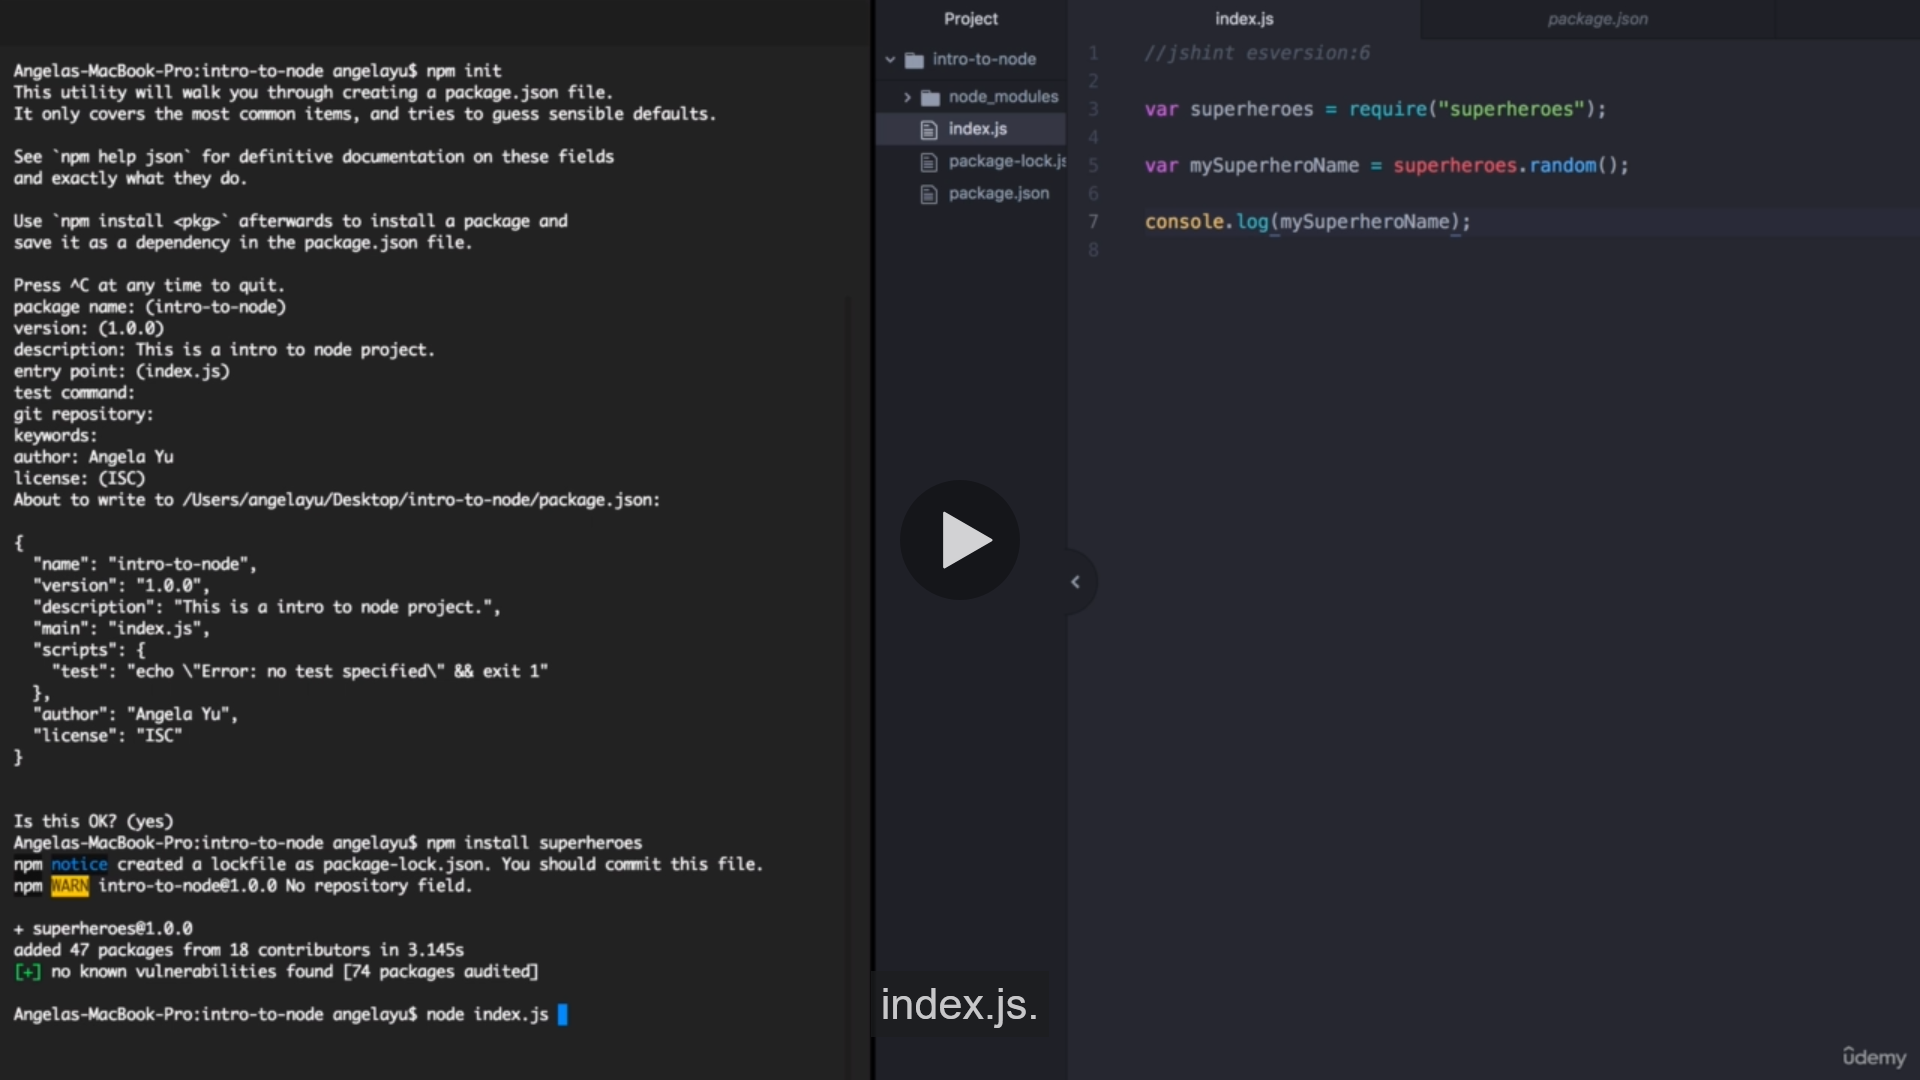 Angelas-MacBook-Pro:intro-to-node angelayu$ npm init
This utility will walk you through creating a package.json file.
It only covers the most common items, and tries to guess sensible defaults.
See `npm help json` for definitive documentation on these fields
and exactly what they do.
Use `npm install <pkg>` afterwards to install a package and
save it as a dependency in the package.json file.
Press ^C at any time to quit.
package name: (intro-to-node)
version: (1.0.0)
description: This is a intro to node project.
entry point: (index.js)
test command:
git repository:
keywords:
author: Angela Yu
license: (ISC)
About to write to /Users/angelayu/Desktop/intro-to-node/package.json:
{
  "name": "intro-to-node",
  "version": "1.0.0",
  "description": "This is a intro to node project.",
  "main": "index.js",
  "scripts": {
    "test": "echo \"Error: no test specified\" && exit 1"
  },
  "author": "Angela Yu",
  "license": "ISC"
}
Is this OK? (yes)
Angelas-MacBook-Pro:intro-to-node angelayu$ npm install superheroes
npm notice created a lockfile as package-lock.json. You should commit this file.
npm WARN intro-to-node@1.0.0 No repository field.
+ superheroes@1.0.0
added 47 packages from 18 contributors in 3.145s
[+] no known vulnerabilities found [74 packages audited]
Angelas-MacBook-Pro:intro-to-node angelayu$ node index.js
Project
intro-to-node
node_modules
index.js
package-lock.js
package.json
index.js
package.json
1 //jshint esversion:6
2
3 var superheroes = require("superheroes");
4
5 var mySuperheroName = superheroes.random();
6
7 console.log(mySuperheroName);
8
index.js.
ûdemy